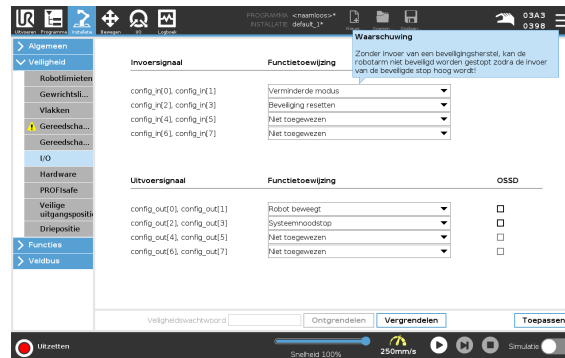 PROGRAMMA <naamloos>*
INSTALLATIE default_1*
03A3
0398
Uitvoeren Programma Installatie Bewegen I/O Logboek
Waarschuwing
Zonder invoer van een beveiligingsherstel, kan de
robotarm niet beveiligd worden gestopt zodra de invoer
van de beveiligde stop hoog wordt!
Algemeen
Veiligheid
Robotlimieten
Gewrichtsli...
Vlakken
Gereedscha...
Gereedscha...
I/O
Hardware
PROFIsafe
Veilige
uitgangspositi
Driepositie
Functies
Veldbus
Invoersignaal Functietoewijzing
config_in[0], config_in[1] Verminderde modus
config_in[2], config_in[3] Beveiliging resetten
config_in[4], config_in[5] Niet toegewezen
config_in[6], config_in[7] Niet toegewezen
Uitvoersignaal Functietoewijzing OSSD
config_out[0], config_out[1] Robot beweegt
config_out[2], config_out[3] Systeemnoodstop
config_out[4], config_out[5] Niet toegewezen
config_out[6], config_out[7] Niet toegewezen
Veiligheidswachtwoord Ontgrendelen Vergrendelen Toepassen
Uitzetten
Snelheid 100%
250mm/s
Simulatie